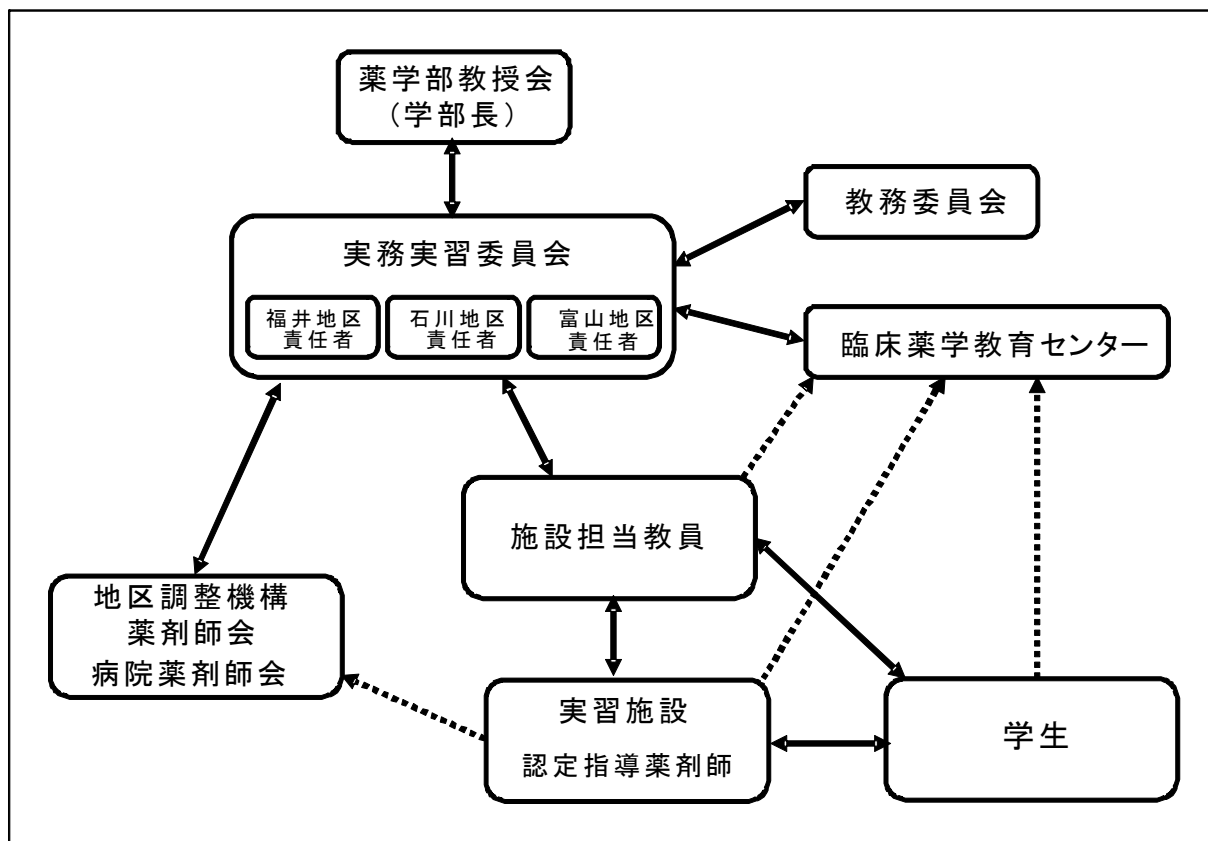 薬学部教授会
（学部長）
教務委員会
実務実習委員会
福井地区
責任者
石川地区
責任者
富山地区
責任者
臨床薬学教育センター
施設担当教員
地区調整機構
薬剤師会
病院薬剤師会
実習施設
認定指導薬剤師
学生